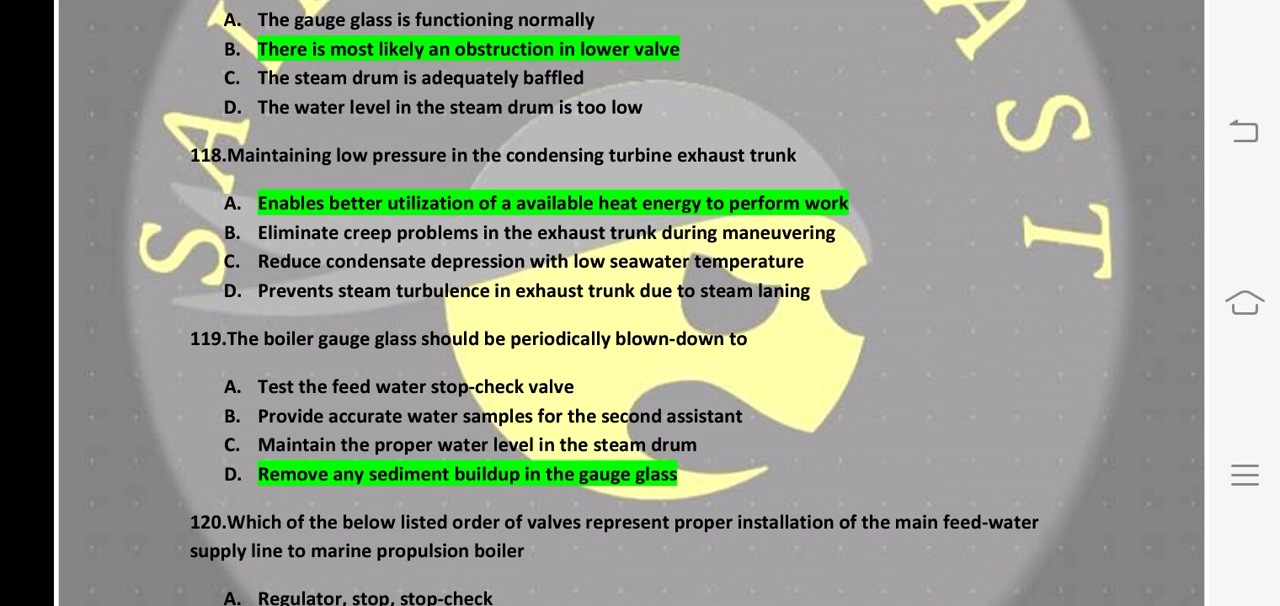 A. The gauge glass is functioning normally
B. There is most likely an obstruction in lower valve
C. The steam drum is adequately baffled
D. The water level in the steam drum is too low
118.Maintaining low pressure in the condensing turbine exhaust trunk
A. Enables better utilization of a available heat energy to perform work
B. Eliminate creep problems in the exhaust trunk during maneuvering
C. Reduce condensate depression with low seawater temperature
D. Prevents steam turbulence in exhaust trunk due to steam laning
119.The boiler gauge glass should be periodically blown-down to
A. Test the feed water stop-check valve
B. Provide accurate water samples for the second assistant
C. Maintain the proper water level in the steam drum
D. Remove any sediment buildup in the gauge glass
120.Which of the below listed order of valves represent proper installation of the main feed-water
supply line to marine propulsion boiler
A. Regulator, stop, stop-check